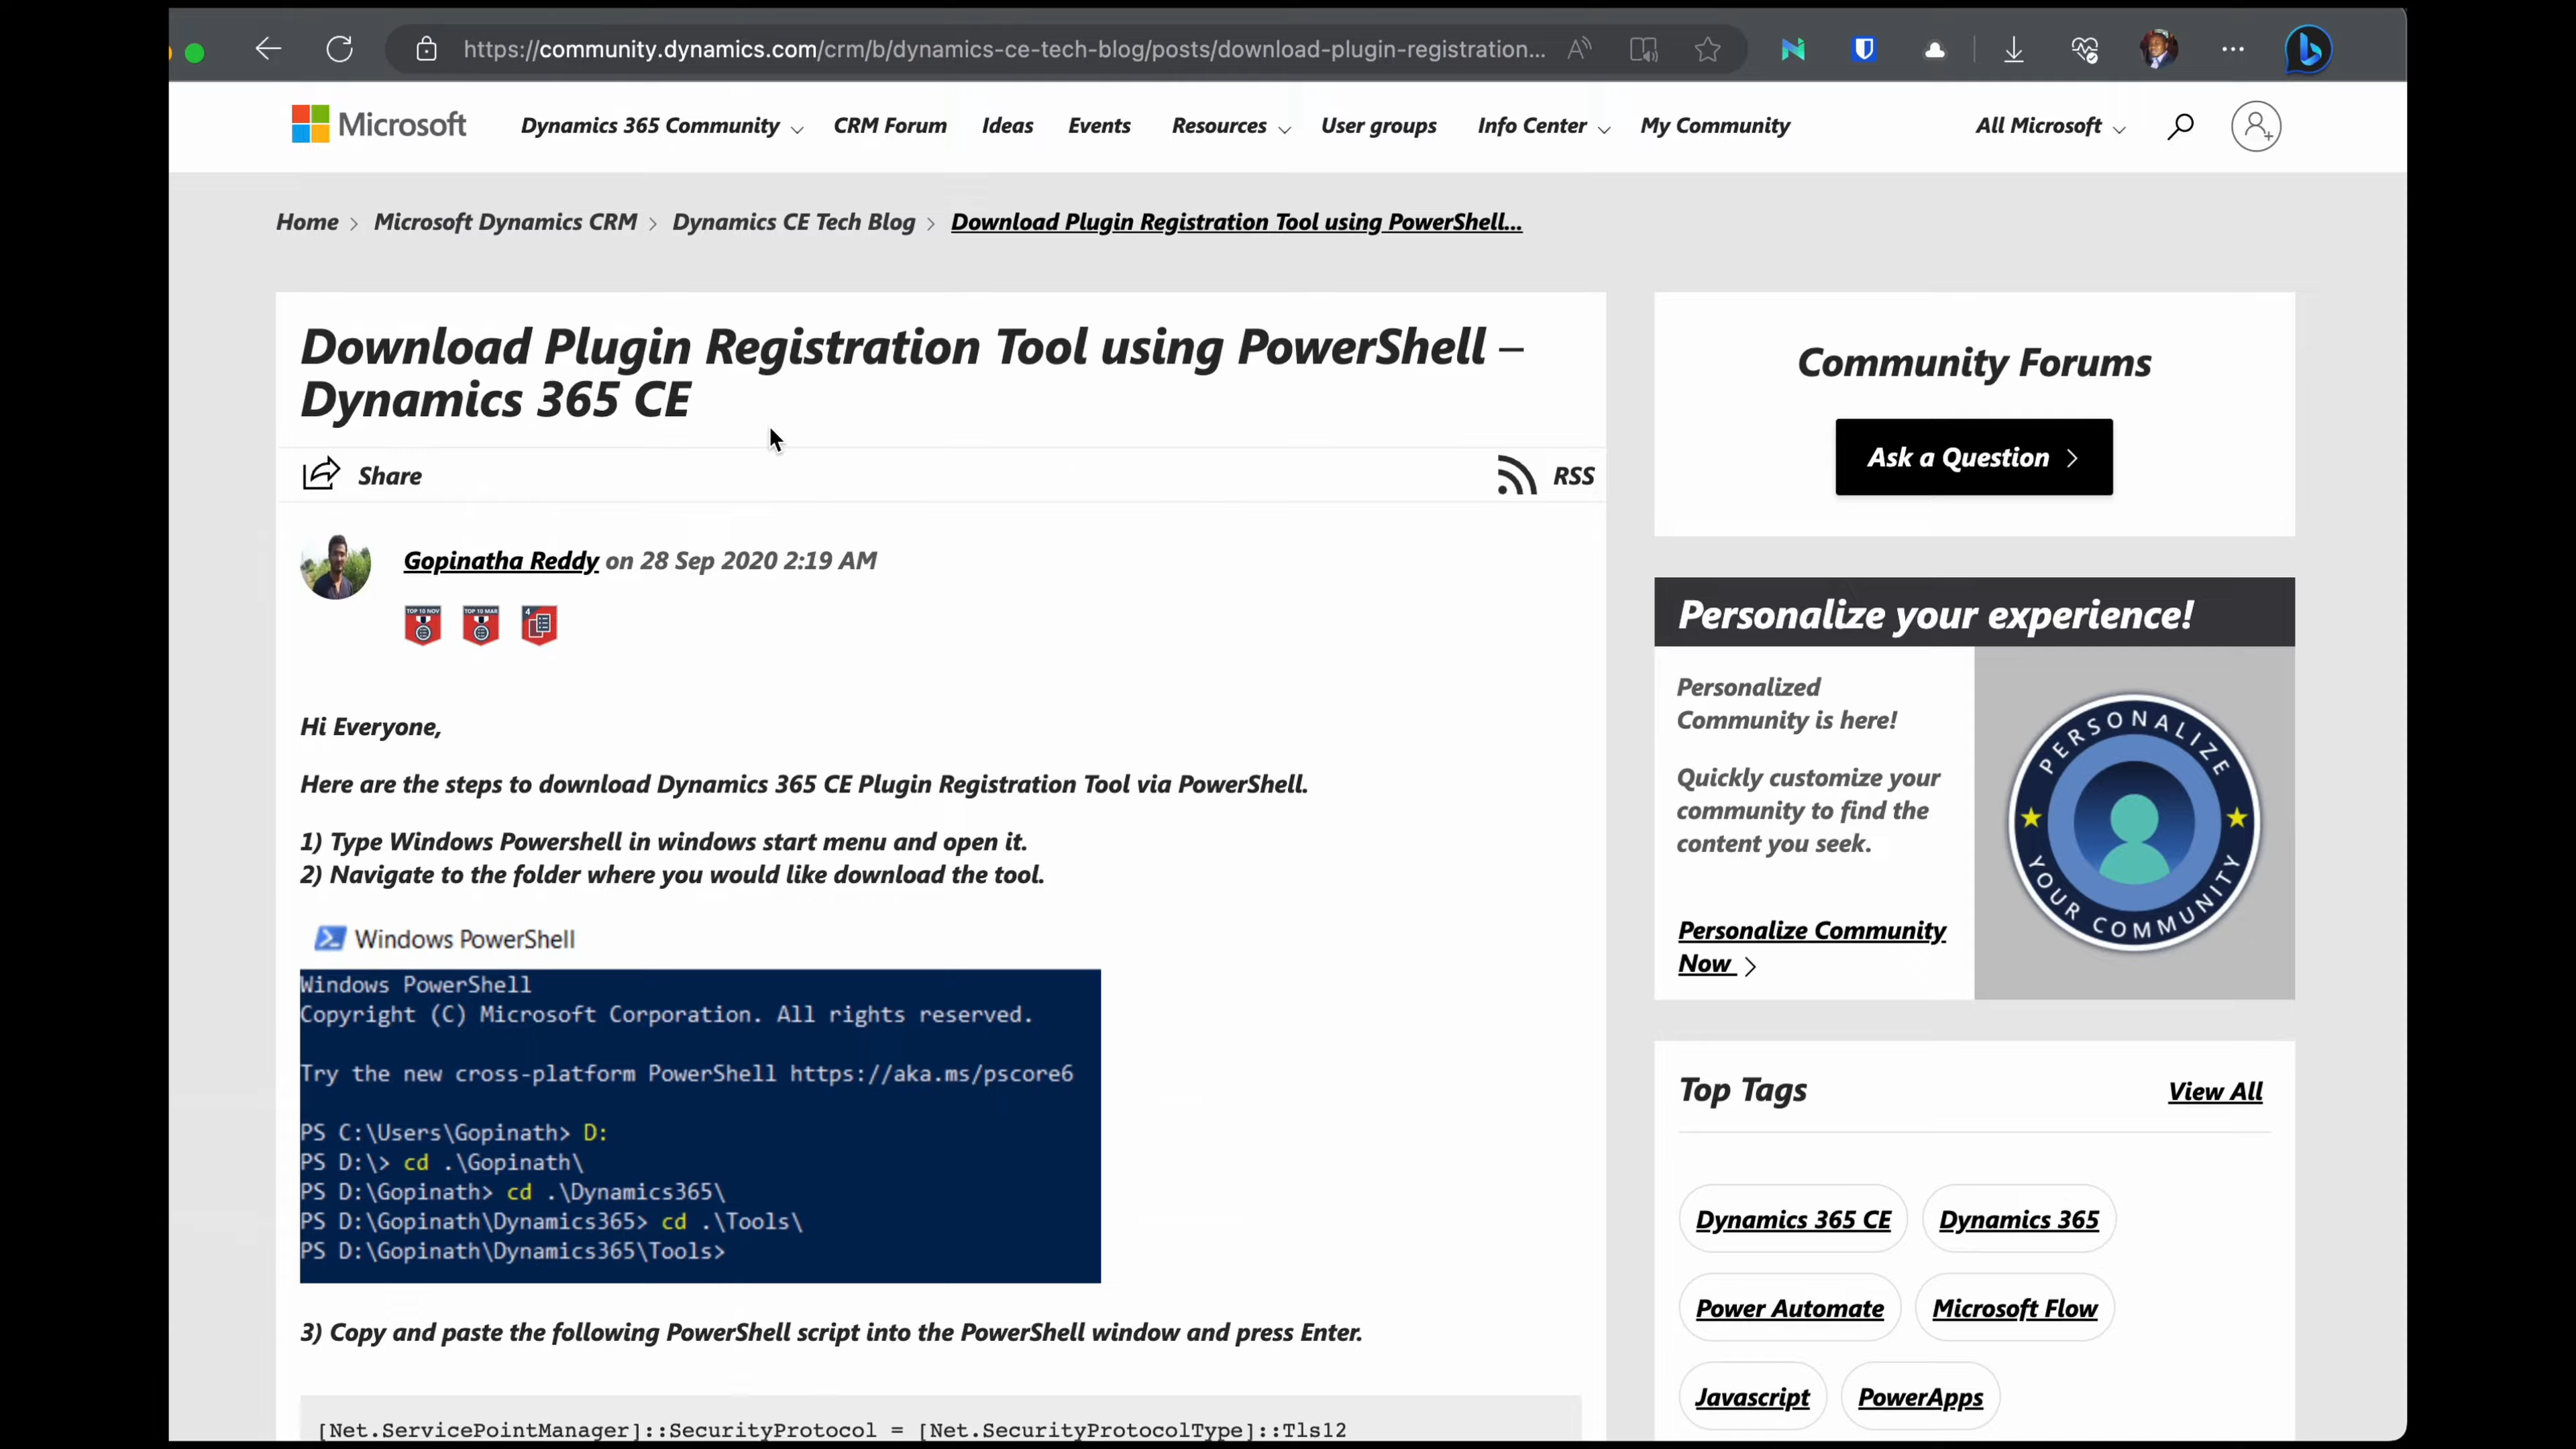 https://community.dynamics.com/crm/b/dynamics-ce-tech-blog/posts/download-plugin-registration...
Microsoft
Dynamics 365 Community
CRM Forum
Ideas
Events
Resources
User groups
Info Center
My Community
All Microsoft
Home > Microsoft Dynamics CRM > Dynamics CE Tech Blog > Download Plugin Registration Tool using PowerShell...
Download Plugin Registration Tool using PowerShell –
Dynamics 365 CE
Share
RSS
Gopinatha Reddy on 28 Sep 2020 2:19 AM
TOP 10 NOV
TOP 10 MAR
4
Hi Everyone,
Here are the steps to download Dynamics 365 CE Plugin Registration Tool via PowerShell.
1) Type Windows Powershell in windows start menu and open it.
2) Navigate to the folder where you would like download the tool.
Windows PowerShell
Windows PowerShell
Copyright (C) Microsoft Corporation. All rights reserved.
Try the new cross-platform PowerShell https://aka.ms/pscore6
PS C:\Users\Gopinath> D:
PS D:\> cd .\Gopinath\
PS D:\Gopinath> cd .\Dynamics365\
PS D:\Gopinath\Dynamics365> cd .\Tools\
PS D:\Gopinath\Dynamics365\Tools>
3) Copy and paste the following PowerShell script into the PowerShell window and press Enter.
[Net.ServicePointManager]::SecurityProtocol = [Net.SecurityProtocolType]::Tls12
Community Forums
Ask a Question >
Personalize your experience!
Personalized
Community is here!
Quickly customize your
community to find the
content you seek.
Personalize Community
Now >
PERSONALIZE
YOUR COMMUNITY
Top Tags
View All
Dynamics 365 CE
Dynamics 365
Power Automate
Microsoft Flow
Javascript
PowerApps